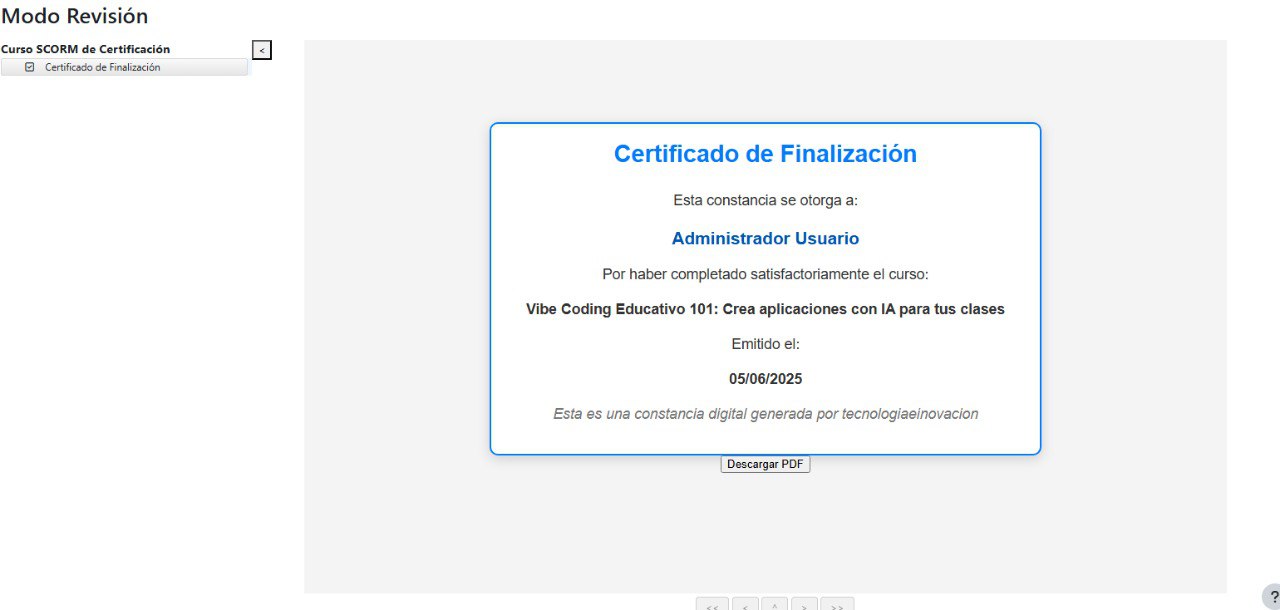 Modo Revisión
Curso SCORM de Certificación
<
Certificado de Finalización
Certificado de Finalización
Esta constancia se otorga a:
Administrador Usuario
Por haber completado satisfactoriamente el curso:
Vibe Coding Educativo 101: Crea aplicaciones con IA para tus clases
Emitido el:
05/06/2025
Esta es una constancia digital generada por tecnologiaeinovacion
Descargar PDF
<< < ^ > >>
?